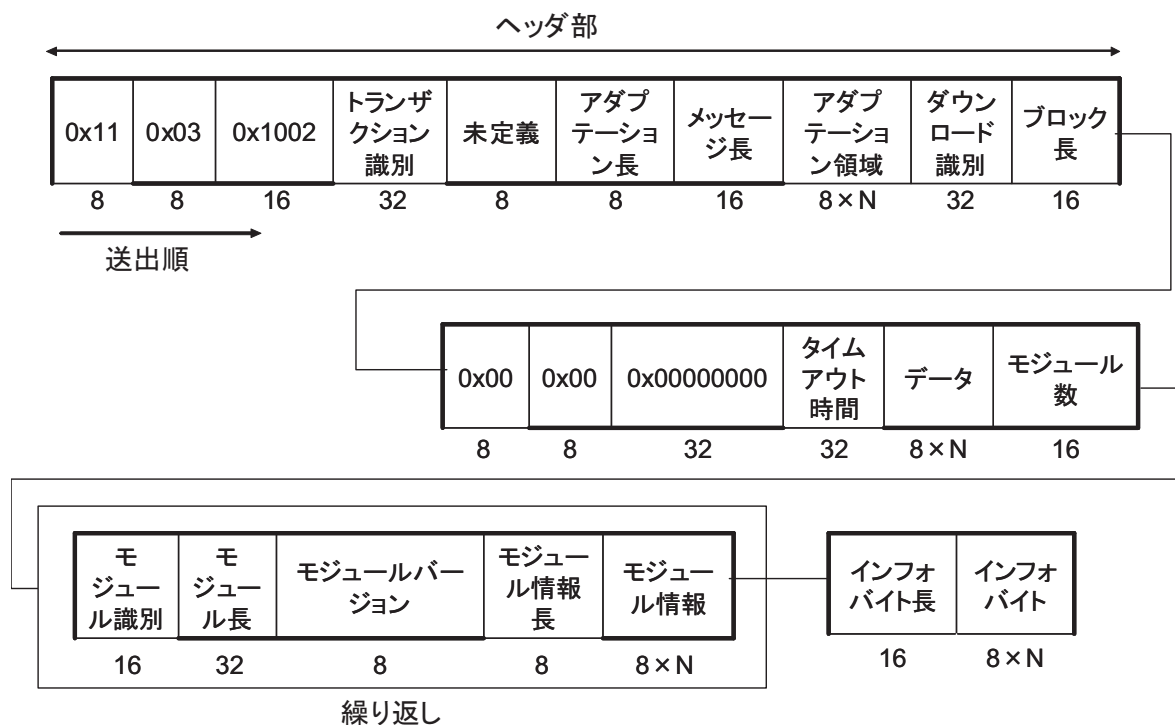 ヘッダ部
0x11
0x03
0x1002
トランザ
クション
識別
未定義
アダプ
テーショ
ン長
メッセー
ジ長
アダプ
テーショ
ン領域
ダウン
ロード
識別
ブロック
長
8
8
16
32
8
8
16
8×N
32
16
送出順
0x00
0x00
0x00000000
タイム
アウト
時間
データ
モジュール
数
8
8
32
32
8×N
16
モ
ジュー
ル識別
モ
ジュー
ル長
モジュールバー
ジョン
モジュー
ル情報
長
モジュー
ル情報
インフォ
バイト長
インフォ
バイト
16
32
8
8
8×N
16
8×N
繰り返し